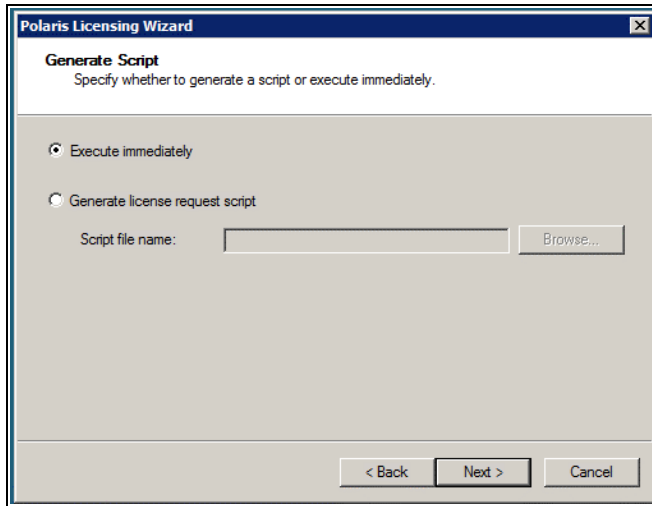 Polaris Licensing Wizard
Generate Script
Specify whether to generate a script or execute immediately.
Execute immediately
Generate license request script
Script file name:
Browse...
< Back
Next >
Cancel